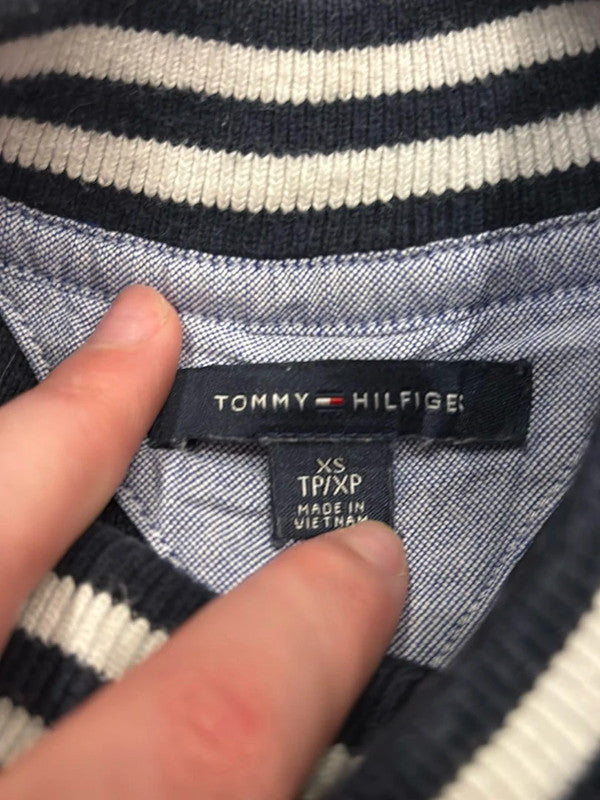 TOMMY HILFIGER
XS
TP/XP
MADE IN
VIETNAM